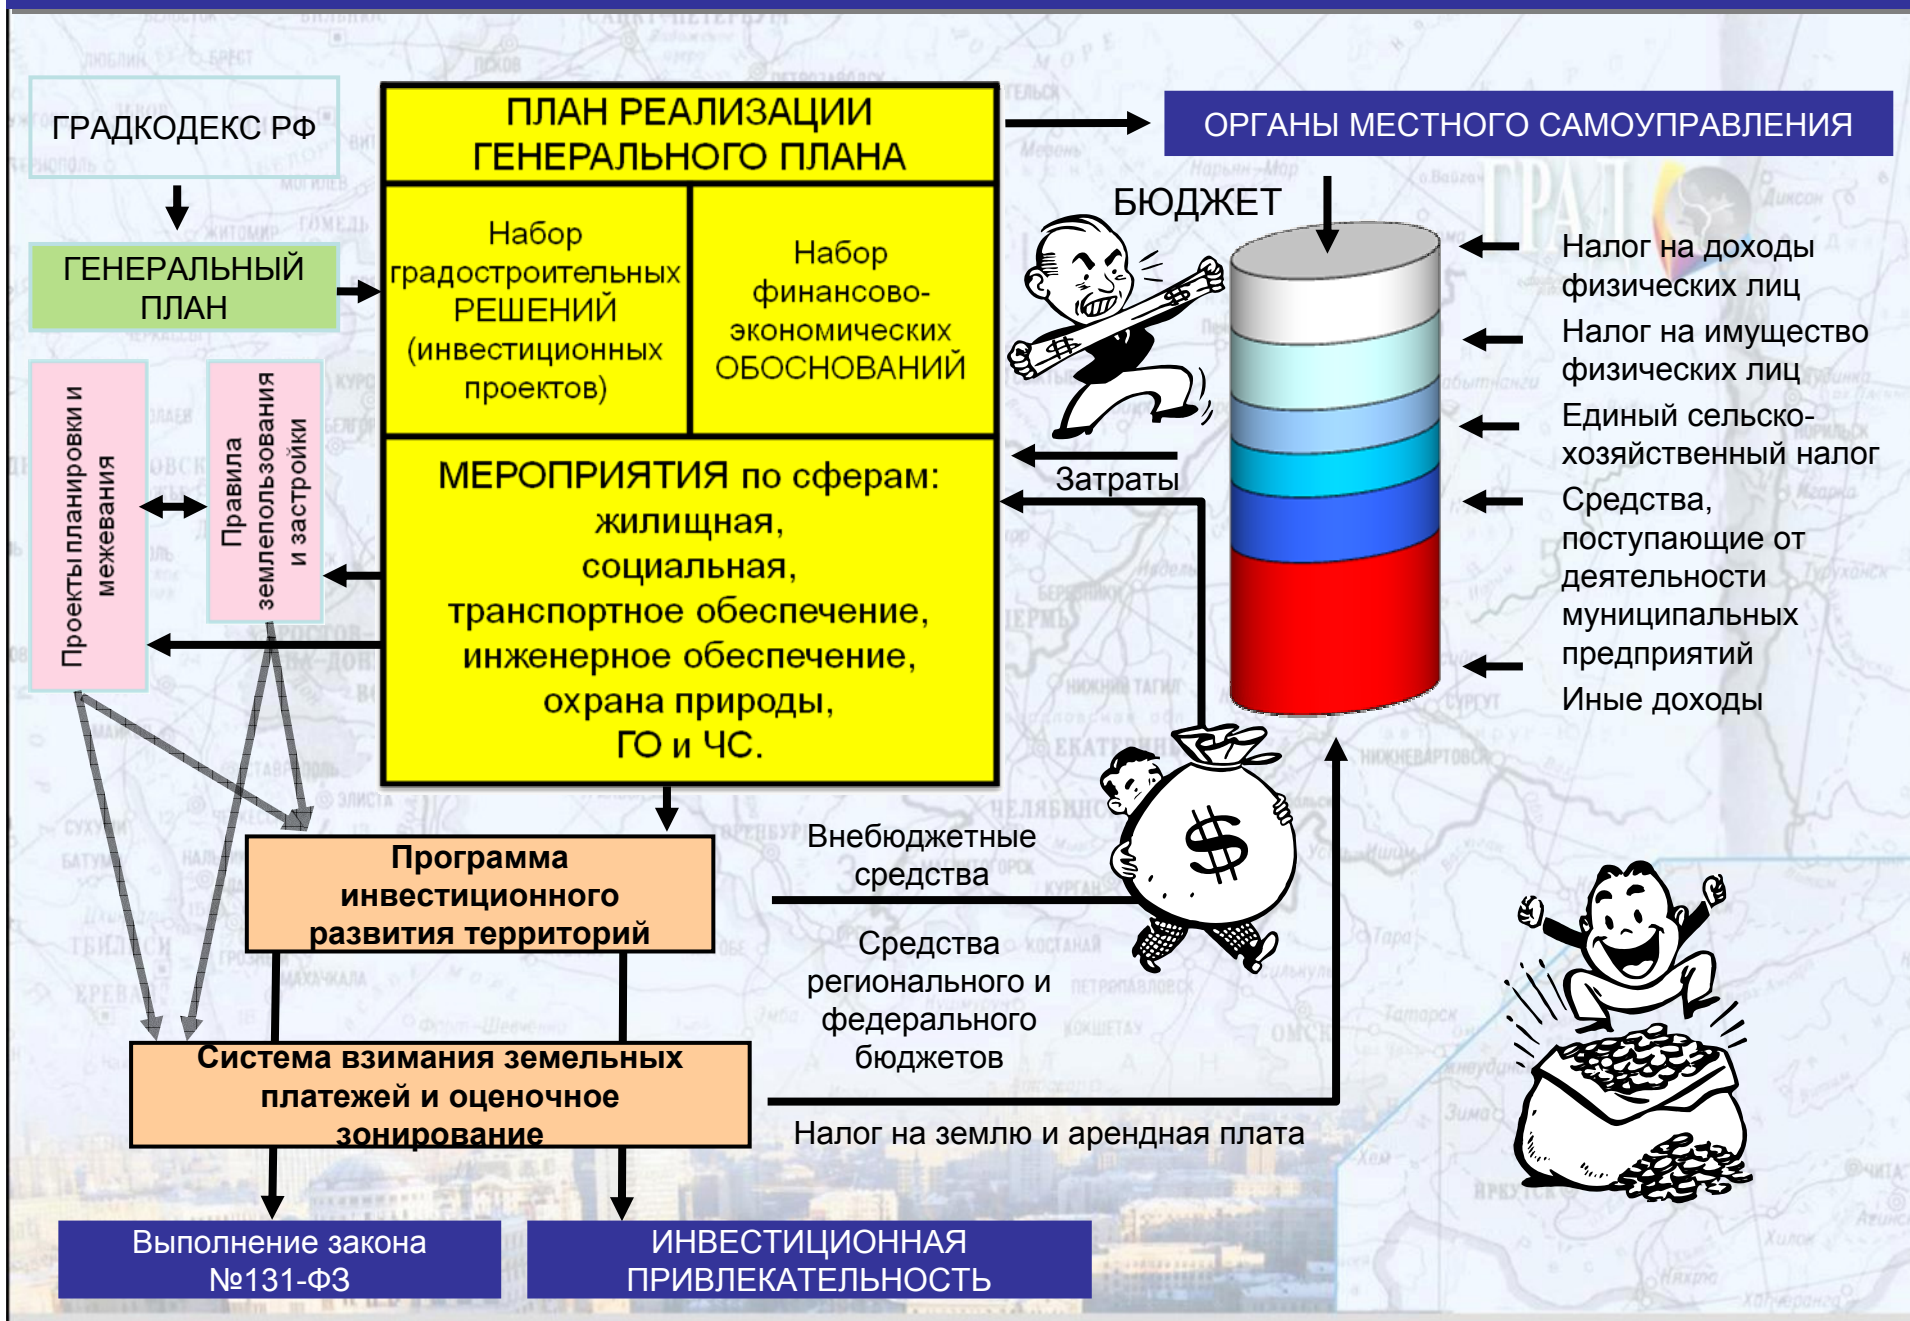 ГРАДКОДЕКС РФ
ГЕНЕРАЛЬНЫЙ
ПЛАН
Проекты планировки и
межевания
Правила
землепользования
и застройки
ПЛАН РЕАЛИЗАЦИИ
ГЕНЕРАЛЬНОГО ПЛАНА
Набор
градостроительных
РЕШЕНИЙ
(инвестиционных
проектов)
Набор
финансово-
экономических
ОБОСНОВАНИЙ
МЕРОПРИЯТИЯ по сферам:
жилищная,
социальная,
транспортное обеспечение,
инженерное обеспечение,
охрана природы,
ГО и ЧС.
ОРГАНЫ МЕСТНОГО САМОУПРАВЛЕНИЯ
ГРАД
БЮДЖЕТ
$
$
Затраты
Налог на доходы
физических лиц
Налог на имущество
физических лиц
Единый сельско-
хозяйственный налог
Средства,
поступающие от
деятельности
муниципальных
предприятий
Иные доходы
Программа
инвестиционного
развития территорий
Внебюджетные
средства
$
Средства
регионального и
федерального
бюджетов
Система взимания земельных
платежей и оценочное
зонирование
Налог на землю и арендная плата
Выполнение закона
№131-ФЗ
ИНВЕСТИЦИОННАЯ
ПРИВЛЕКАТЕЛЬНОСТЬ